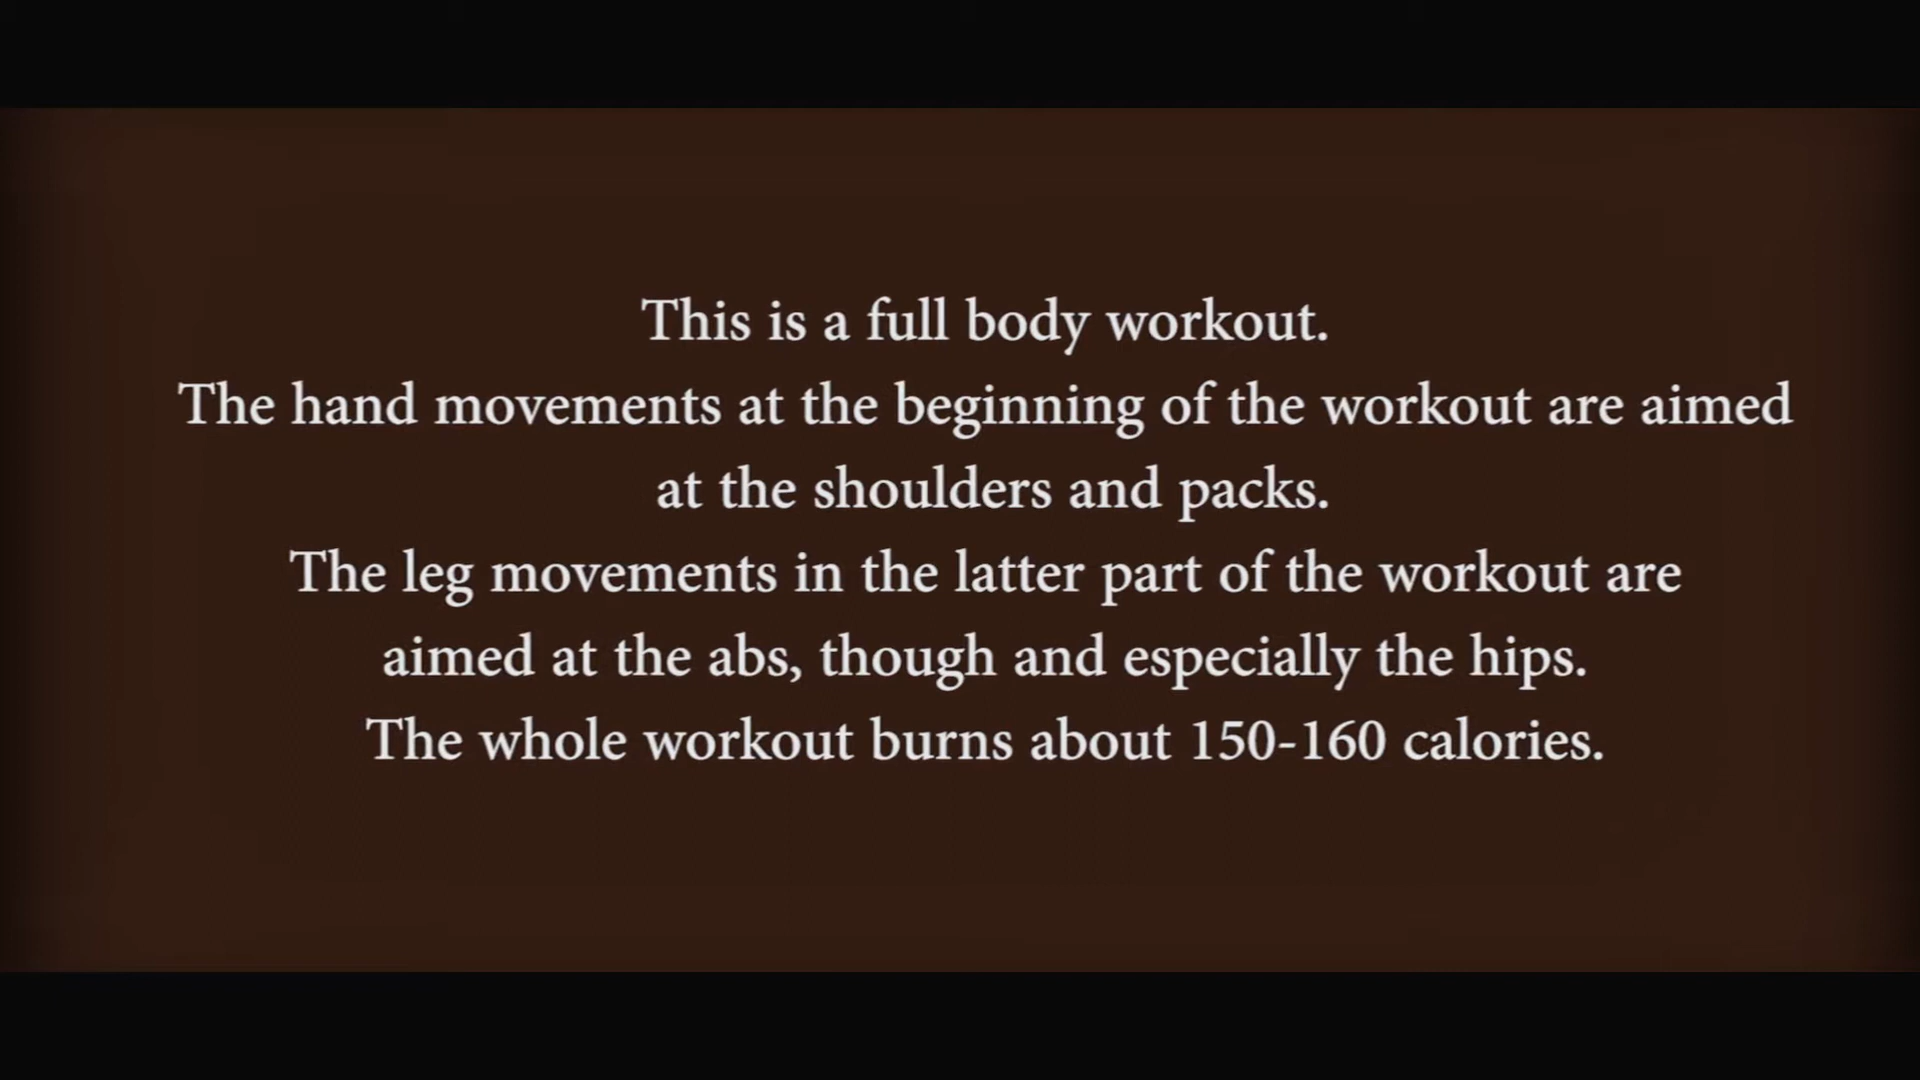 This is a full body workout.
The hand movements at the beginning of the workout are aimed
at the shoulders and packs.
The leg movements in the latter part of the workout are
aimed at the abs, though and especially the hips.
The whole workout burns about 150-160 calories.